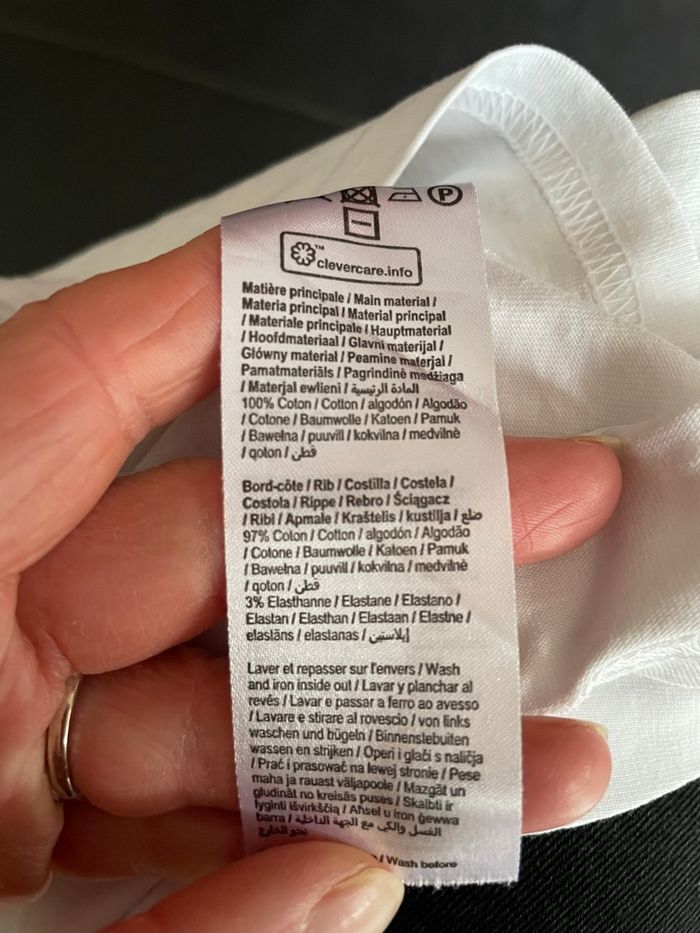 P
clevercare.info™
Matière principale / Main material /
Materia principal / Material principal
/ Materiale principale / Hauptmaterial
/ Hoofdmateriaal / Glavni materijal /
Główny material / Peamine materjal /
Pamatmateriāls / Pagrindinė medžiaga
/ Materjal ewlieni / المادة الرئيسية
100% Coton / Cotton / algodón / Algodão
/ Cotone / Baumwolle / Katoen / Pamuk
/ Bawełna / puuvill / kokvilna / medvilnė
/ qoton / قطن
Bord-côte / Rib / Costilla / Costela /
Costola / Rippe / Rebro / Ściągacz
/ Ribi / Apmale / Kraštelis / kustilja / ضلع
97% Coton / Cotton / algodón / Algodão
/ Cotone / Baumwolle / Katoen / Pamuk
/ Bawełna / puuvill / kokvilna / medvilnė
/ qoton / قطن
3% Elasthanne / Elastane / Elastano /
Elastan / Elasthan / Elastaan / Elastne /
elastāns / elastanas / إيلاستين
Laver et repasser sur l'envers / Wash
and iron inside out / Lavar y planchar al
revés / Lavar e passar a ferro ao avesso
/ Lavare e stirare al rovescio / von links
waschen und bügeln / Binnenstebuiten
wassen en strijken / Operi i glači s naličja
/ Prać i prasować na lewej stronie / Pese
maha ja rauast väljapoole / Mazgāt un
gludināt no kreisās puses / Skalbti ir
lyginti išvirkščią / Aħsel u iron ġewwa
barra / الغسل والكي مع الجهة الداخلية
نحو الخارج
/ Wash before